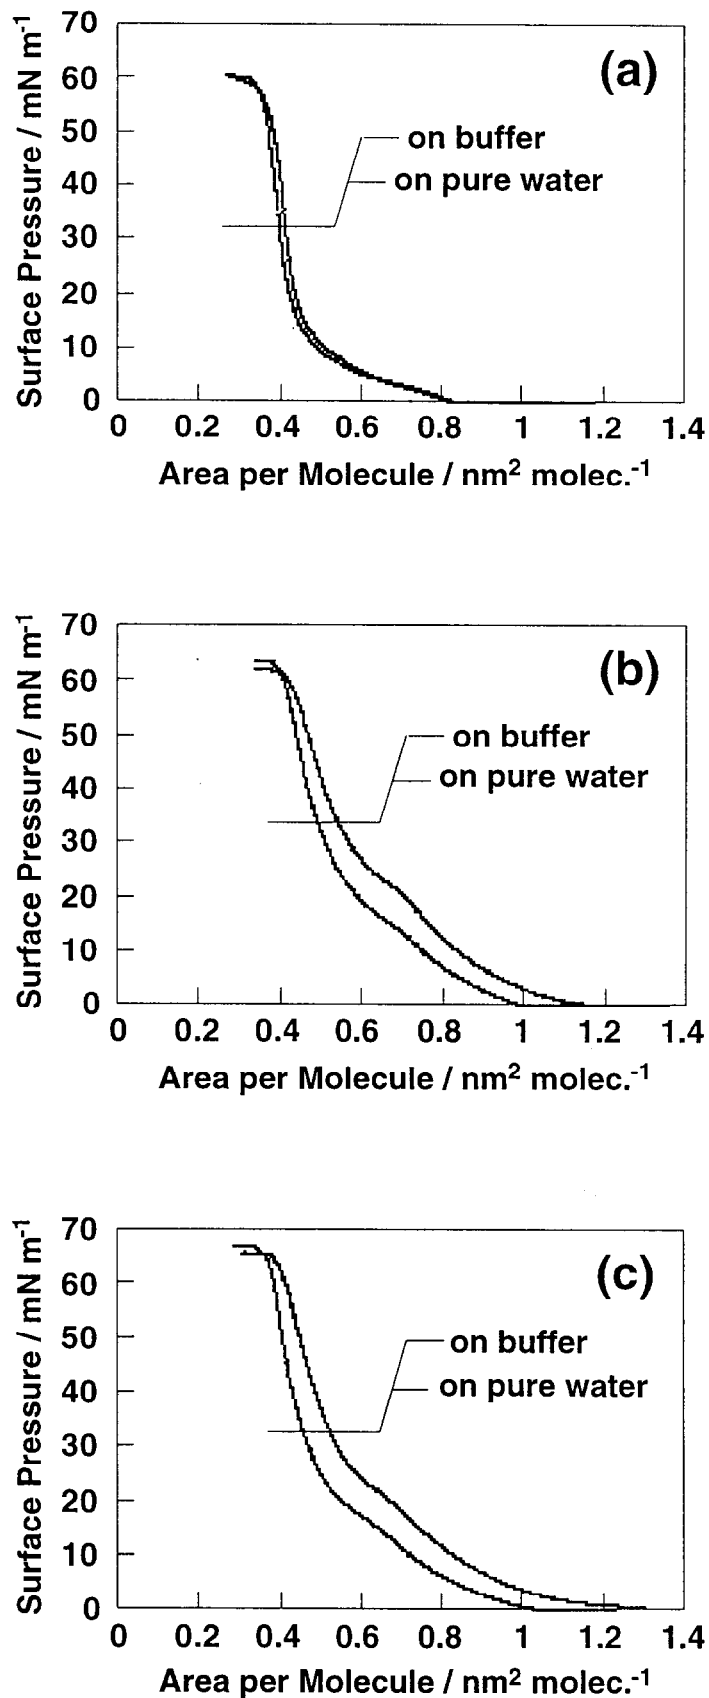 70
60
50
40
30
20
10
0
Surface Pressure / mN m⁻¹
(a)
on buffer
on pure water
0 0.2 0.4 0.6 0.8 1 1.2 1.4
Area per Molecule / nm² molec.⁻¹
70
60
50
40
30
20
10
0
Surface Pressure / mN m⁻¹
(b)
on buffer
on pure water
0 0.2 0.4 0.6 0.8 1 1.2 1.4
Area per Molecule / nm² molec.⁻¹
70
60
50
40
30
20
10
0
Surface Pressure / mN m⁻¹
(c)
on buffer
on pure water
0 0.2 0.4 0.6 0.8 1 1.2 1.4
Area per Molecule / nm² molec.⁻¹